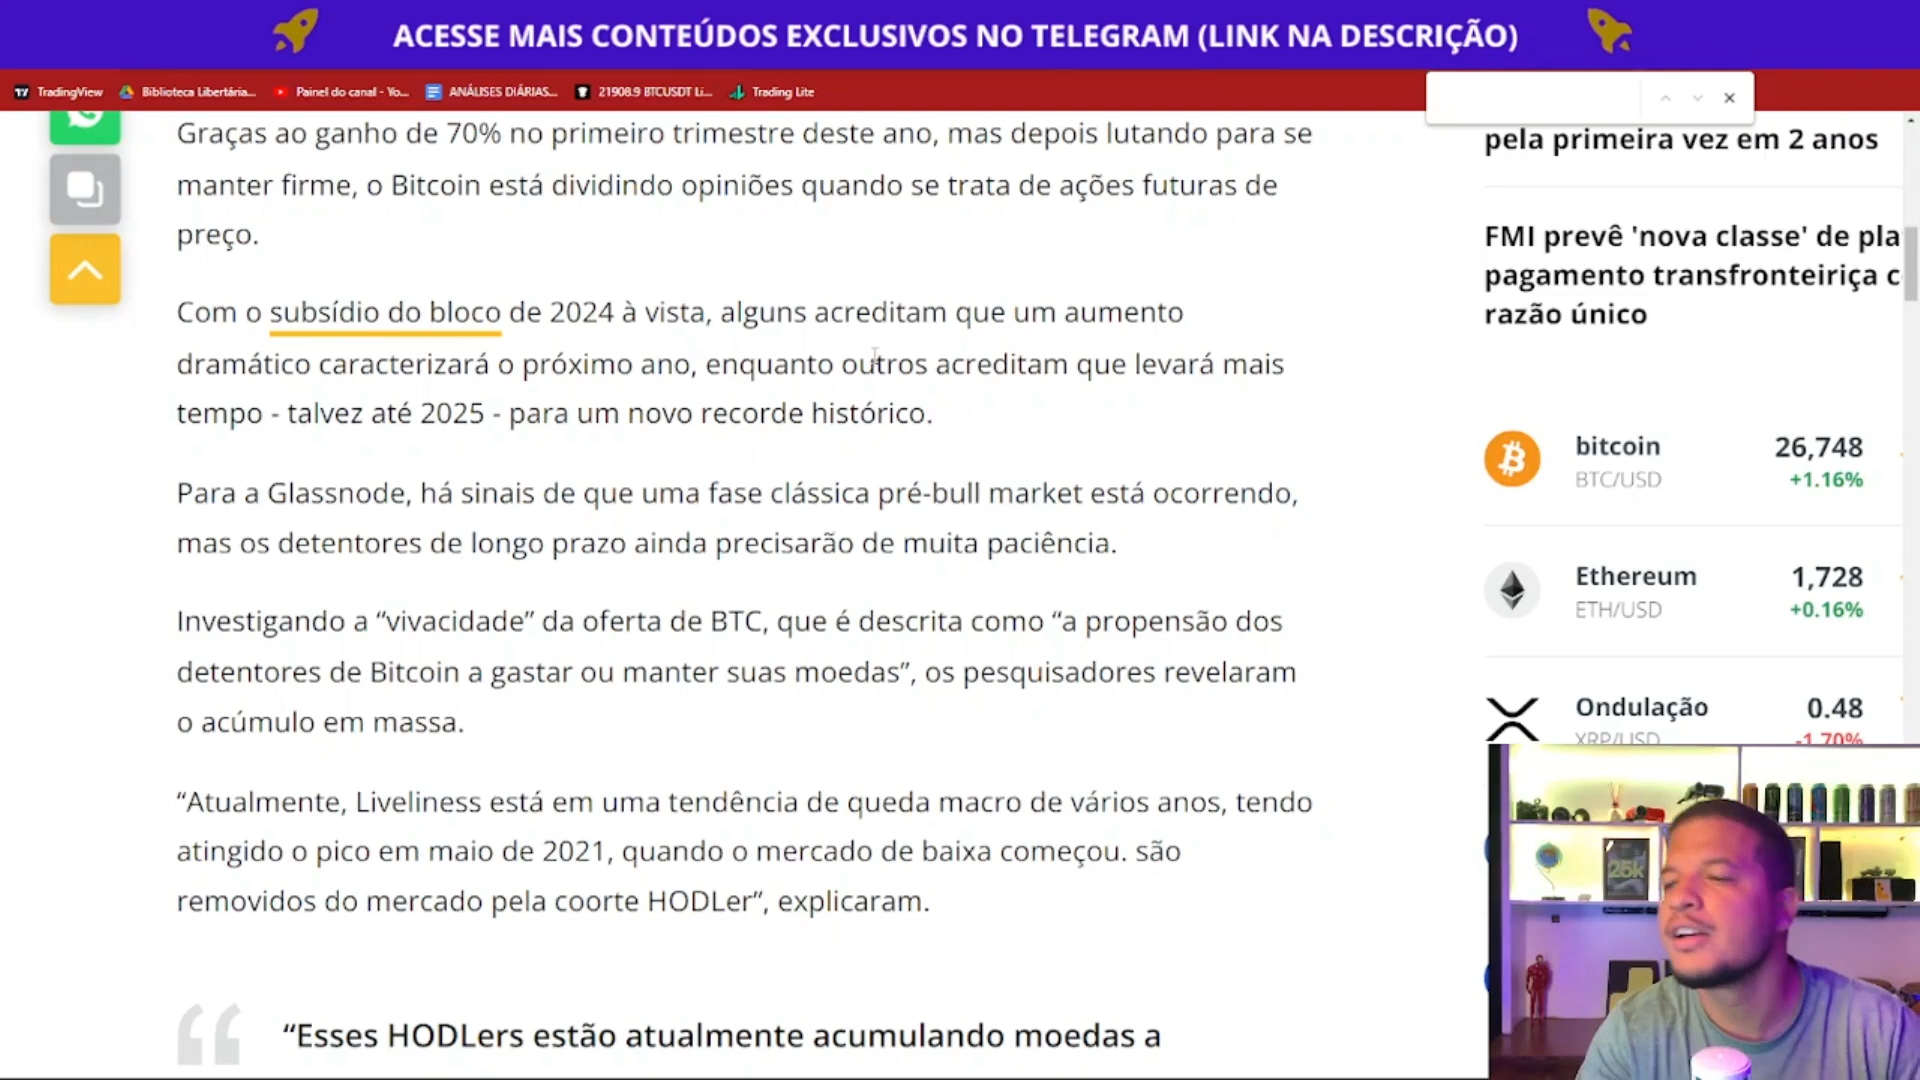 ACESSE MAIS CONTEÚDOS EXCLUSIVOS NO TELEGRAM (LINK NA DESCRIÇÃO)
TradingView
Biblioteca Libertária...
Painel do canal - Yo...
ANÁLISES DIÁRIAS...
21908.9 BTCUSDT Li...
Trading Lite
Graças ao ganho de 70% no primeiro trimestre deste ano, mas depois lutando para se
manter firme, o Bitcoin está dividindo opiniões quando se trata de ações futuras de
preço.
Com o subsídio do bloco de 2024 à vista, alguns acreditam que um aumento
dramático caracterizará o próximo ano, enquanto outros acreditam que levará mais
tempo - talvez até 2025 - para um novo recorde histórico.
Para a Glassnode, há sinais de que uma fase clássica pré-bull market está ocorrendo,
mas os detentores de longo prazo ainda precisarão de muita paciência.
Investigando a “vivacidade” da oferta de BTC, que é descrita como “a propensão dos
detentores de Bitcoin a gastar ou manter suas moedas”, os pesquisadores revelaram
o acúmulo em massa.
“Atualmente, Liveliness está em uma tendência de queda macro de vários anos, tendo
atingido o pico em maio de 2021, quando o mercado de baixa começou. são
removidos do mercado pela coorte HODLer”, explicaram.
“Esses HODLers estão atualmente acumulando moedas a
pela primeira vez em 2 anos
FMI prevê 'nova classe' de pla
pagamento transfronteiriça c
razão único
bitcoin 26,748
BTC/USD +1.16%
Ethereum 1,728
ETH/USD +0.16%
Ondulação 0.48
XRP/USD -1.70%
25k